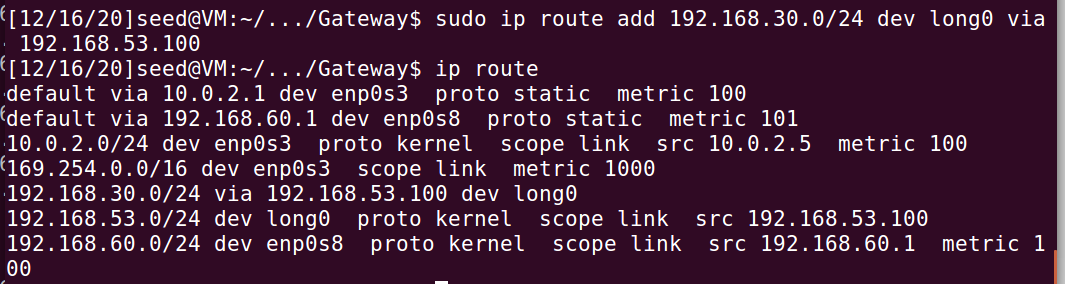 [12/16/20]seed@VM:~/.../Gateway$ sudo ip route add 192.168.30.0/24 dev long0 via
 192.168.53.100
[12/16/20]seed@VM:~/.../Gateway$ ip route
default via 10.0.2.1 dev enp0s3  proto static  metric 100
default via 192.168.60.1 dev enp0s8  proto static  metric 101
10.0.2.0/24 dev enp0s3  proto kernel  scope link  src 10.0.2.5  metric 100
169.254.0.0/16 dev enp0s3  scope link  metric 1000
192.168.30.0/24 via 192.168.53.100 dev long0
192.168.53.0/24 dev long0  proto kernel  scope link  src 192.168.53.100
192.168.60.0/24 dev enp0s8  proto kernel  scope link  src 192.168.60.1  metric 1
00